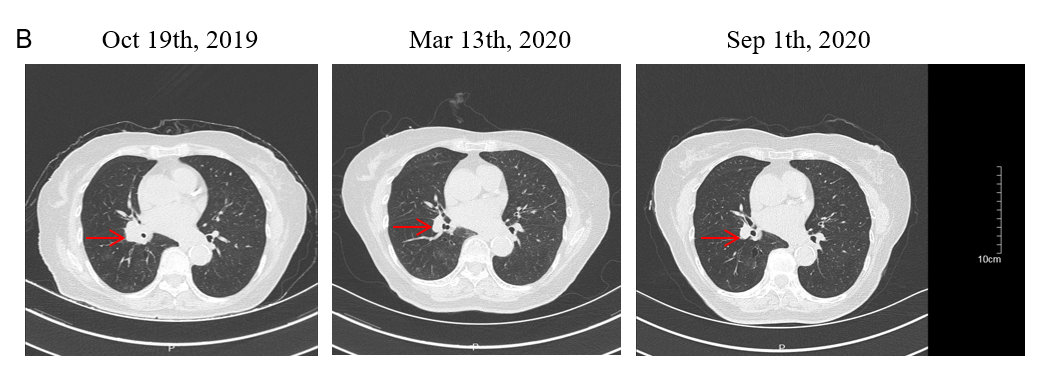 B
Oct 19th, 2019
Mar 13th, 2020
Sep 1th, 2020
10cm
P
P
P